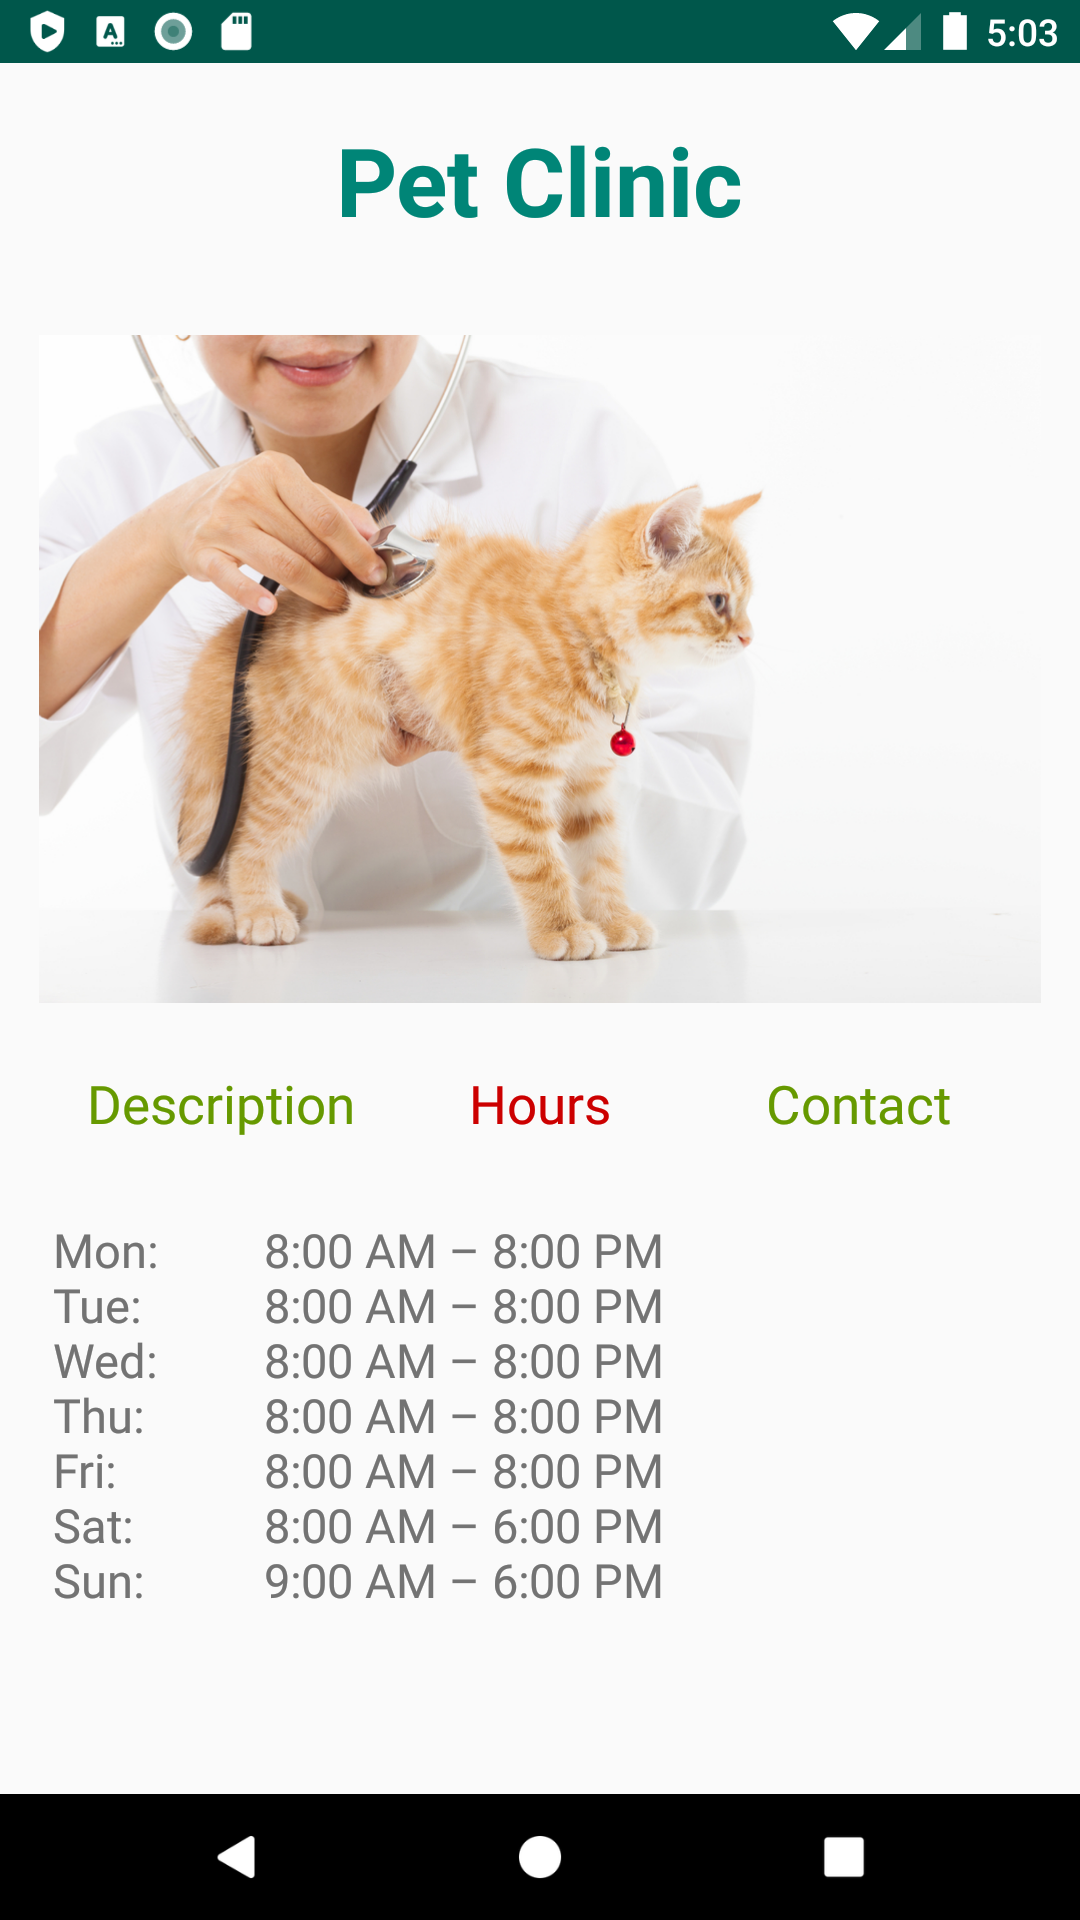 5:03
Pet Clinic
Description Hours Contact
Mon: 8:00 AM – 8:00 PM
Tue: 8:00 AM – 8:00 PM
Wed: 8:00 AM – 8:00 PM
Thu: 8:00 AM – 8:00 PM
Fri: 8:00 AM – 8:00 PM
Sat: 8:00 AM – 6:00 PM
Sun: 9:00 AM – 6:00 PM